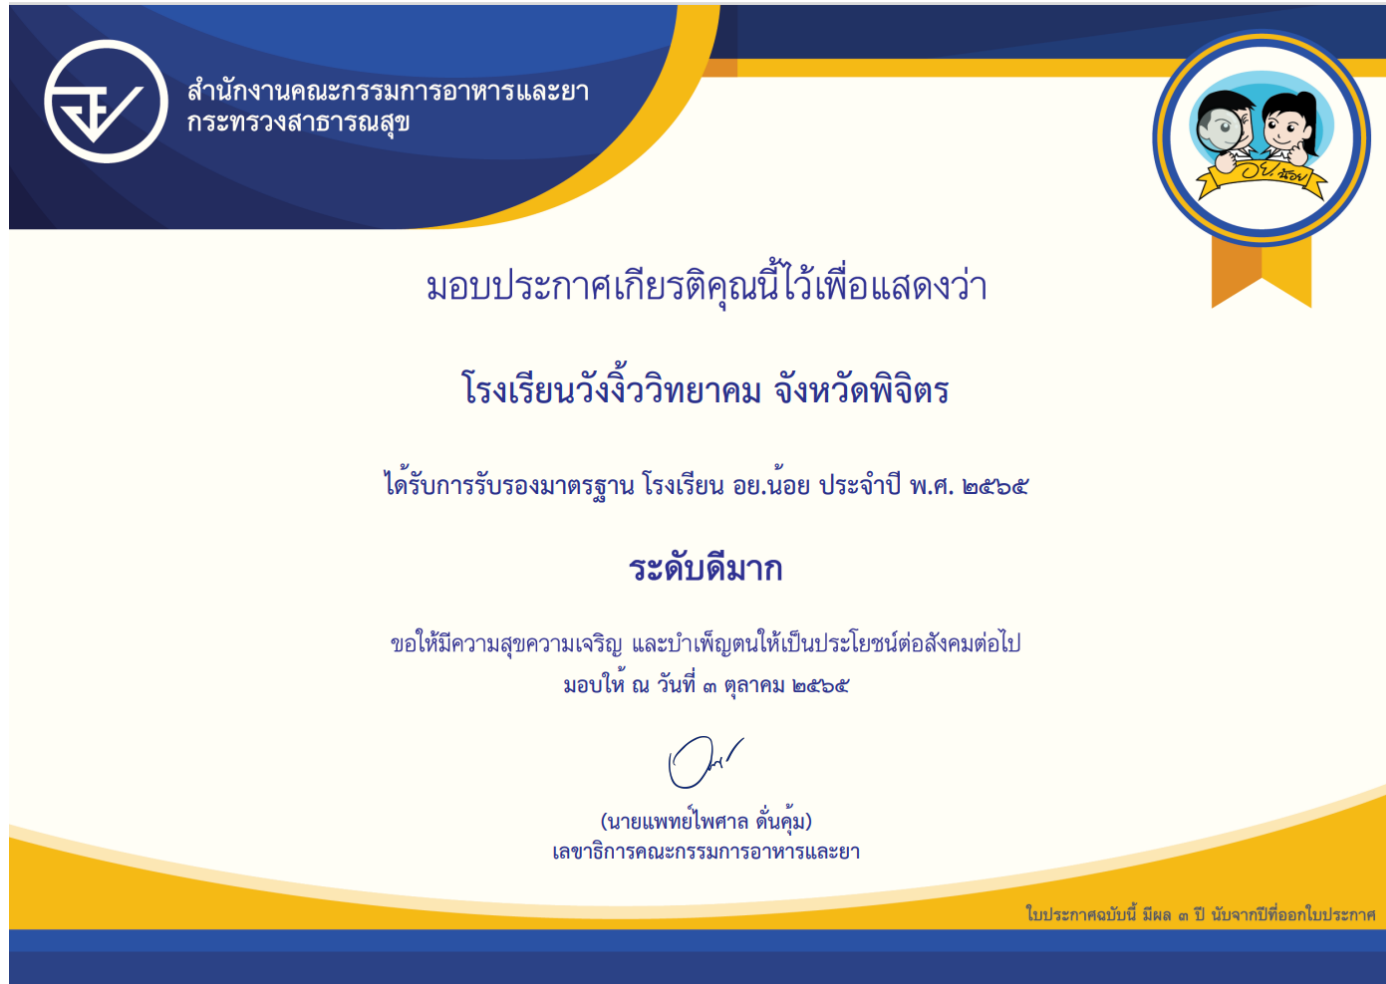 สำนักงานคณะกรรมการอาหารและยา
กระทรวงสาธารณสุข
อย.น้อย
มอบประกาศเกียรติคุณนี้ไว้เพื่อแสดงว่า
โรงเรียนวังงิ้ววิทยาคม จังหวัดพิจิตร
ได้รับการรับรองมาตรฐาน โรงเรียน อย.น้อย ประจำปี พ.ศ. ๒๕๖๕
ระดับดีมาก
ขอให้มีความสุขความเจริญ และบำเพ็ญตนให้เป็นประโยชน์ต่อสังคมต่อไป
มอบให้ ณ วันที่ ๓ ตุลาคม ๒๕๖๕
(นายแพทย์ไพศาล ดั่นคุ้ม)
เลขาธิการคณะกรรมการอาหารและยา
ใบประกาศฉบับนี้ มีผล ๓ ปี นับจากปีที่ออกใบประกาศ